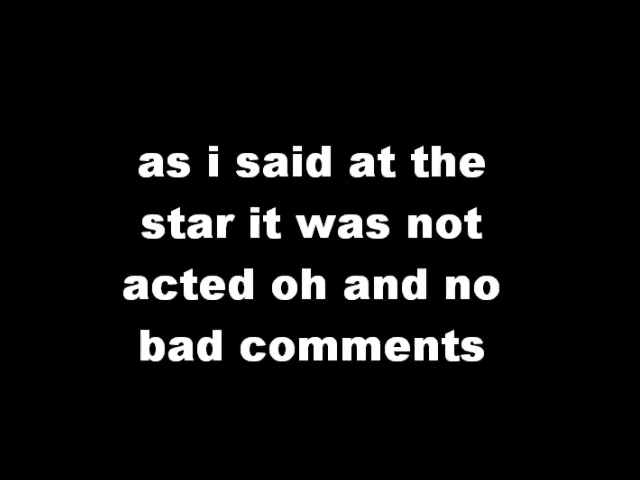 as i said at the
star it was not
acted oh and no
bad comments